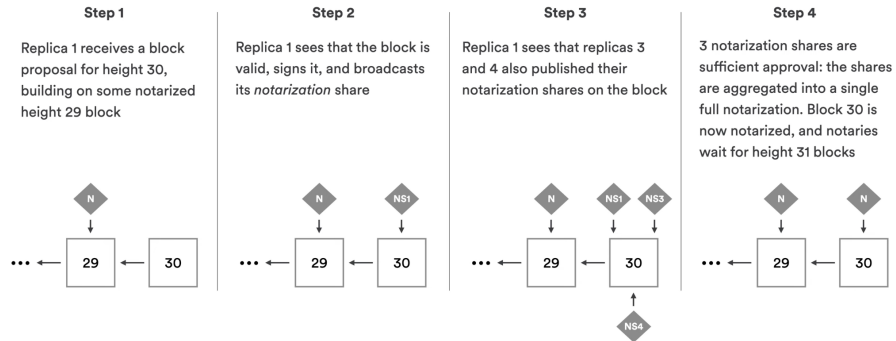 Step 1
Replica 1 receives a block
proposal for height 30,
building on some notarized
height 29 block
N
29
30
Step 2
Replica 1 sees that the block is
valid, signs it, and broadcasts
its notarization share
N
NS1
29
30
Step 3
Replica 1 sees that replicas 3
and 4 also published their
notarization shares on the block
N
NS1
NS3
29
30
NS4
Step 4
3 notarization shares are
sufficient approval: the shares
are aggregated into a single
full notarization. Block 30 is
now notarized, and notaries
wait for height 31 blocks
N
N
29
30